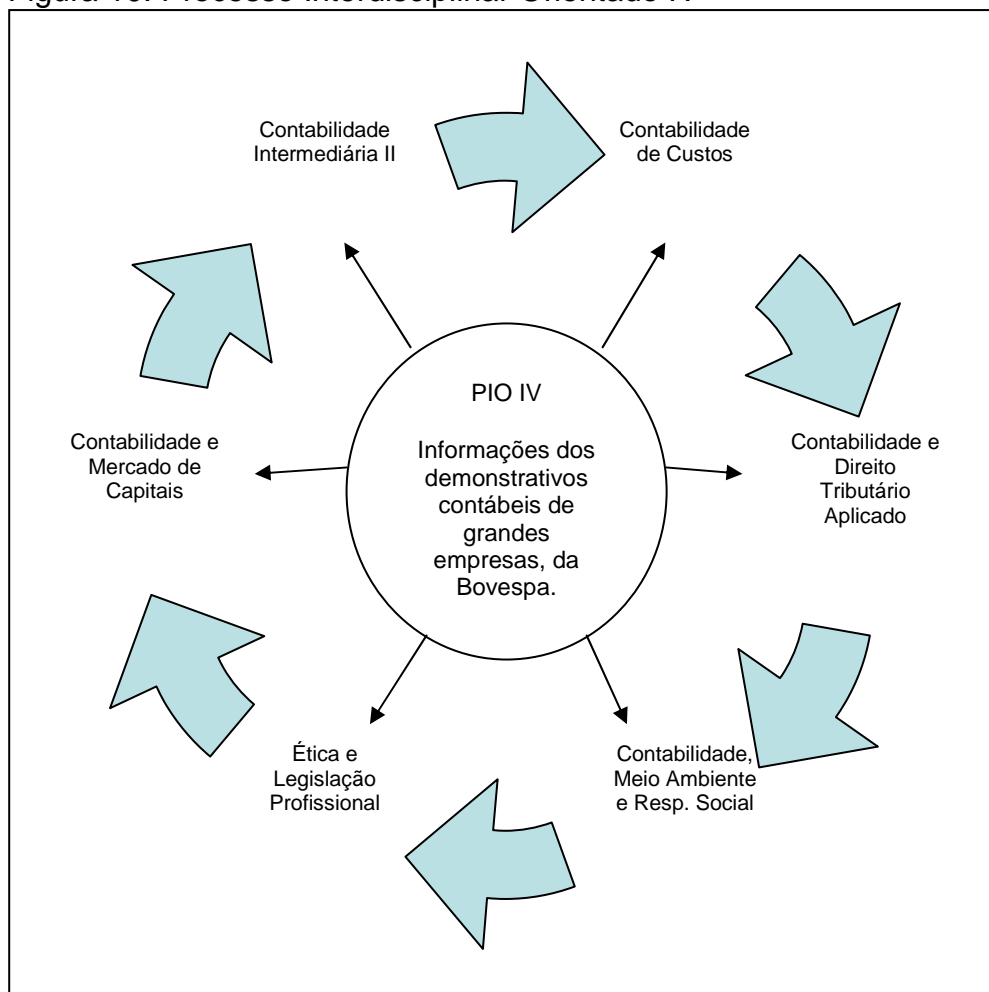 Contabilidade
Intermediária II
Contabilidade
de Custos
Contabilidade e
Mercado de
Capitais
PIO IV
Informações dos
demonstrativos
contábeis de
grandes
empresas, da
Bovespa.
Contabilidade e
Direito
Tributário
Aplicado
Ética e
Legislação
Profissional
Contabilidade,
Meio Ambiente
e Resp. Social